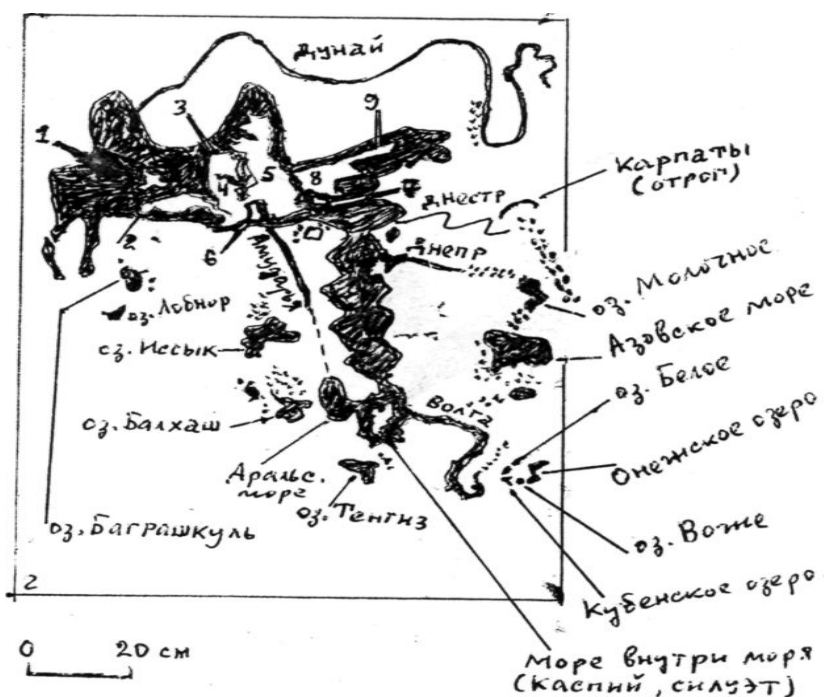 Дунай
3
9
1
4
5
8
7
2
6
Карпаты
(отрог)
Днестр
Днепр
Амударья
оз. Молочное
оз. Лобнор
Азовское море
оз. Иссык
оз. Белое
Волга
оз. Балхаш
Онежское озеро
Аральс.
море
оз. Тенгиз
оз. Баграшкуль
оз. Воже
2
Кубенское озеро
0 20 см
Море внутри моря
(Каспий, силуэт)